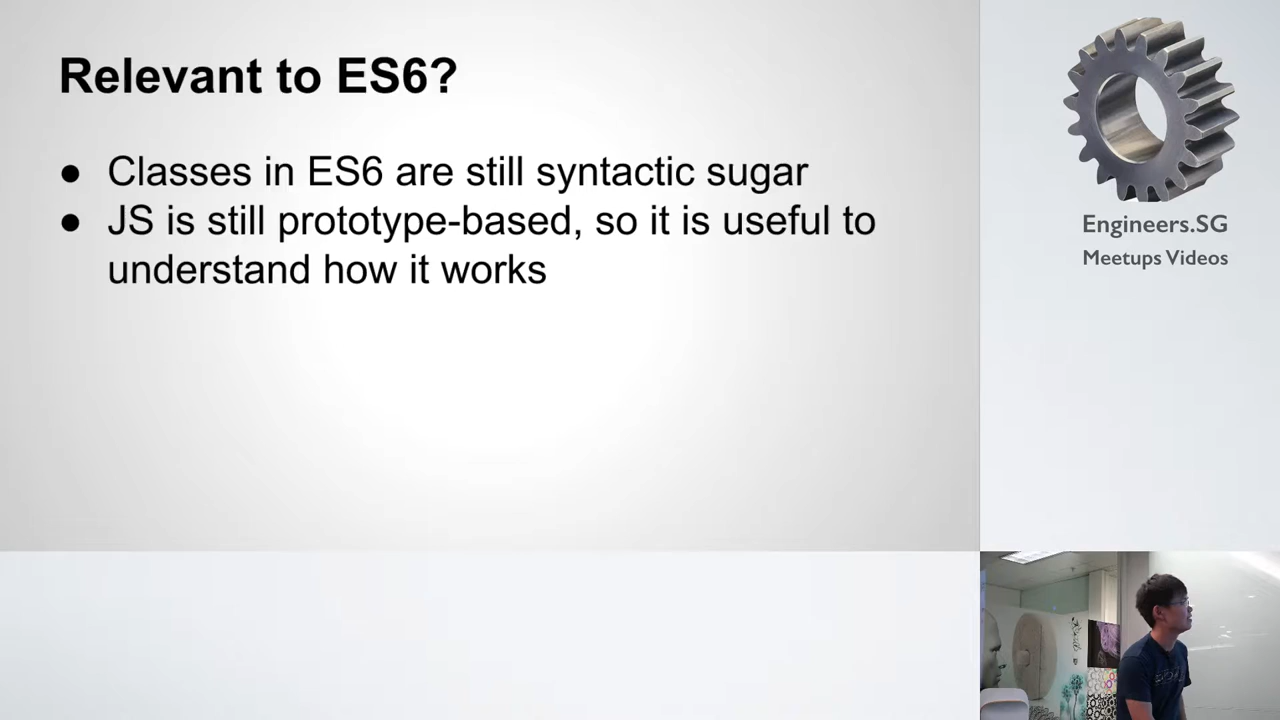 Relevant to ES6?
● Classes in ES6 are still syntactic sugar
● JS is still prototype-based, so it is useful to
understand how it works
Engineers.SG
Meetups Videos